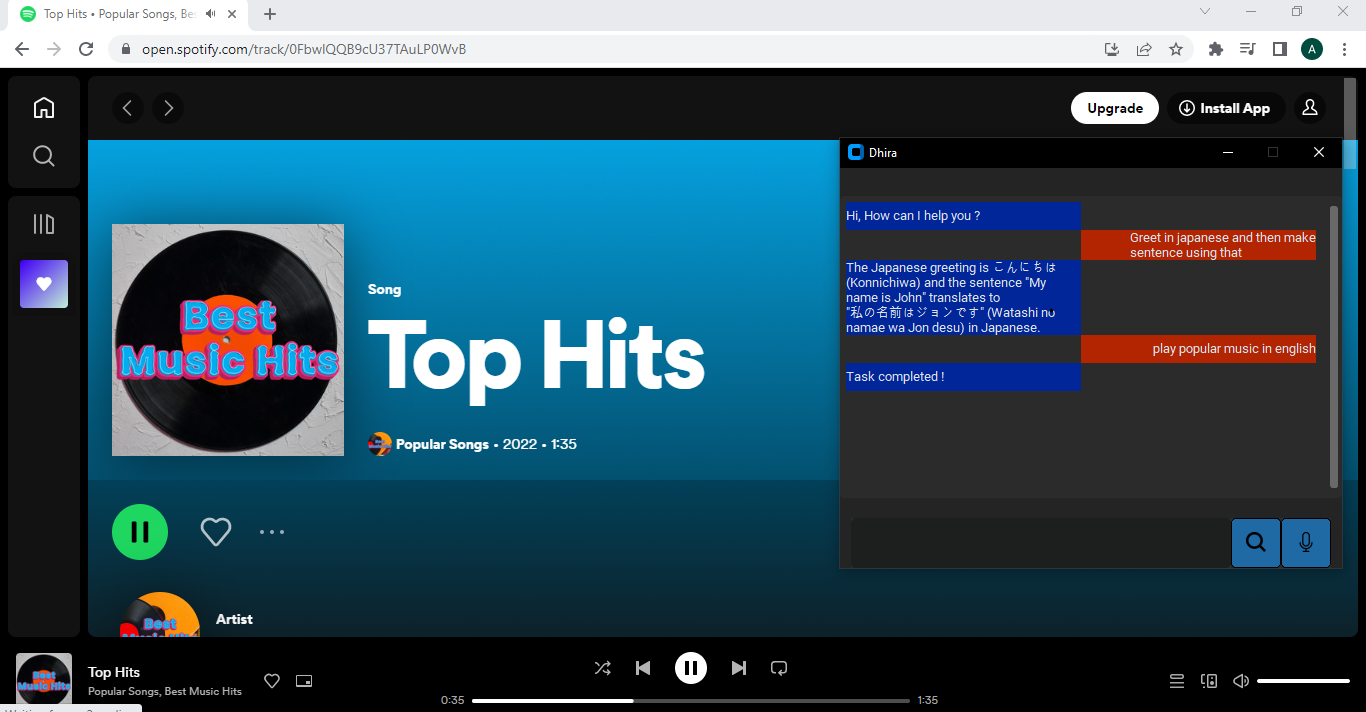 Top Hits • Popular Songs, Be
open.spotify.com/track/0FbwIQQB9cU37TAuLP0WvB
A
Upgrade
Install App
Best
Music Hits
Song
Top Hits
Popular Songs • 2022 • 1:35
Best
Artist
Dhira
Hi, How can I help you ?
Greet in japanese and then make
sentence using that
The Japanese greeting is こんにちは
(Konnichiwa) and the sentence "My
name is John" translates to
"私の名前はジョンです" (Watashi no
namae wa Jon desu) in Japanese.
play popular music in english
Task completed !
Best
Music Hits
Top Hits
Popular Songs, Best Music Hits
0:35
1:35